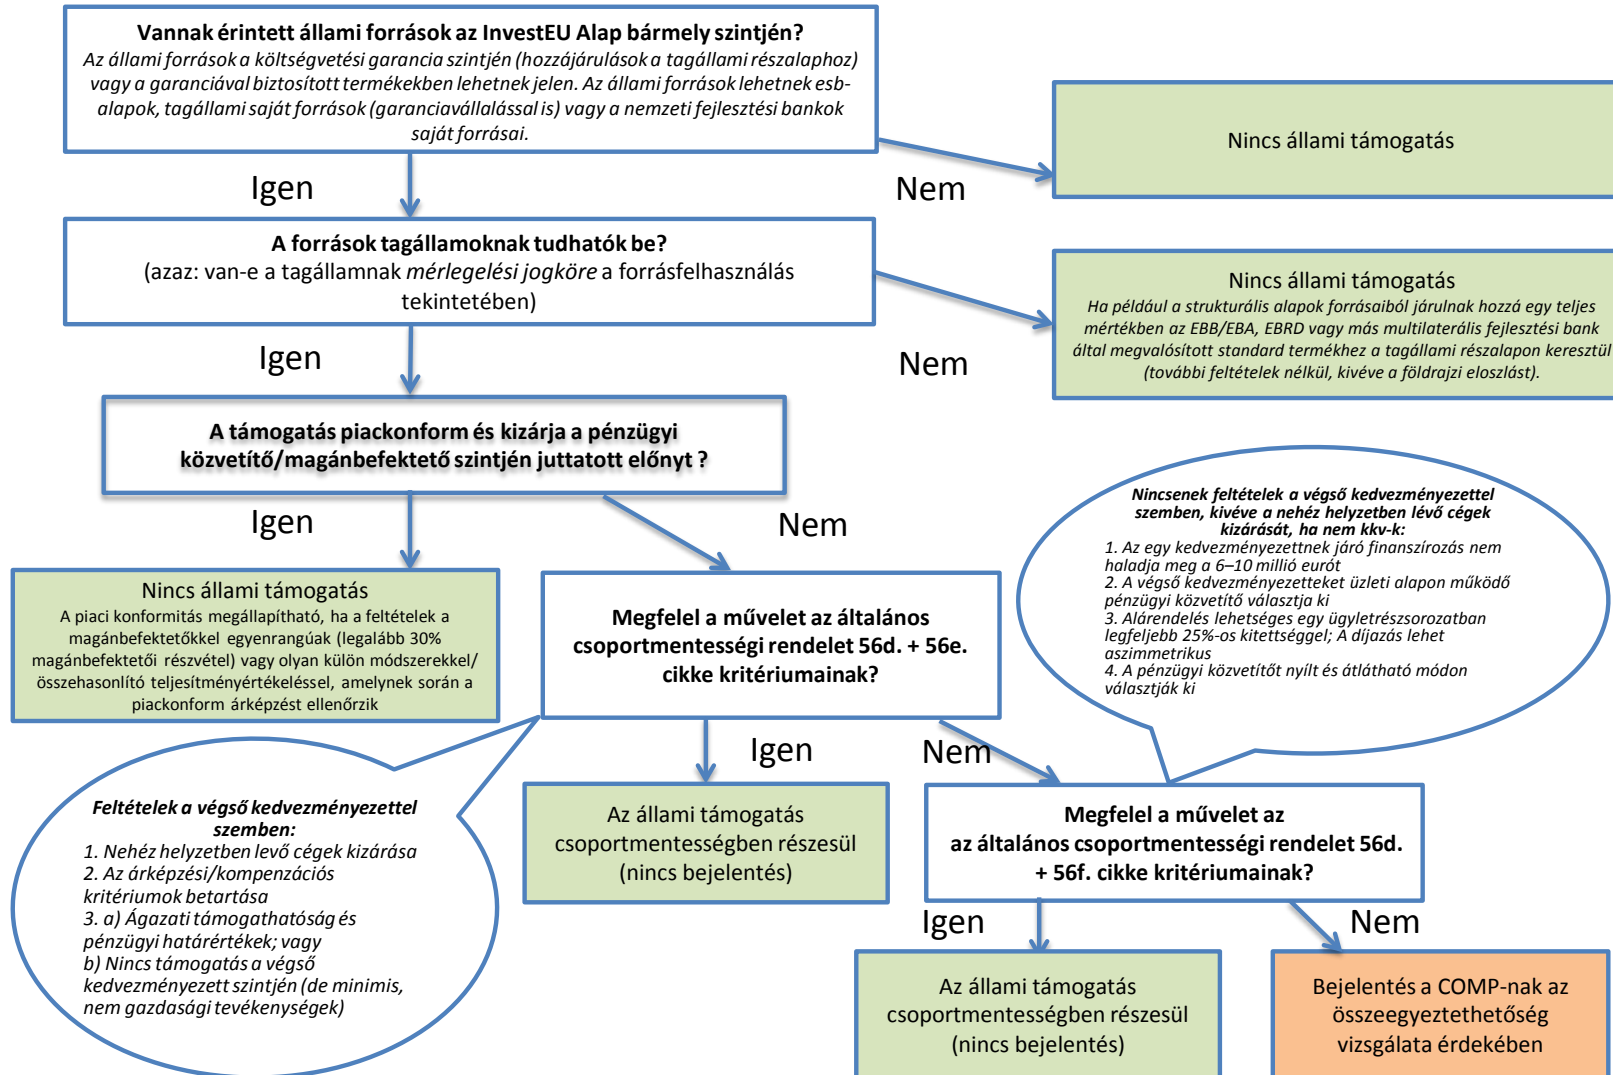 Vannak érintett állami források az InvestEU Alap bármely szintjén?
Az állami források a költségvetési garancia szintjén (hozzájárulások a tagállami részalaphoz)
vagy a garanciával biztosított termékekben lehetnek jelen. Az állami források lehetnek esb-
alapok, tagállami saját források (garanciavállalással is) vagy a nemzeti fejlesztési bankok
saját forrásai.
Nincs állami támogatás
Igen
Nem
A források tagállamoknak tudhatók be?
(azaz: van-e a tagállamnak mérlegelési jogköre a forrásfelhasználás
tekintetében)
Nincs állami támogatás
Ha például a strukturális alapok forrásaiból járulnak hozzá egy teljes
mértékben az EBB/EBA, EBRD vagy más multilaterális fejlesztési bank
által megvalósított standard termékhez a tagállami részalapon keresztül
(további feltételek nélkül, kivéve a földrajzi eloszlást).
Igen
Nem
A támogatás piackonform és kizárja a pénzügyi
közvetítő/magánbefektető szintjén juttatott előnyt ?
Igen
Nem
Nincsenek feltételek a végső kedvezményezettel
szemben, kivéve a nehéz helyzetben lévő cégek
kizárását, ha nem kkv-k:
1. Az egy kedvezményezettnek járó finanszírozás nem
haladja meg a 6–10 millió eurót
2. A végső kedvezményezetteket üzleti alapon működő
pénzügyi közvetítő választja ki
3. Alárendelés lehetséges egy ügyletrészsorozatban
legfeljebb 25%-os kitettséggel; A díjazás lehet
aszimmetrikus
4. A pénzügyi közvetítőt nyílt és átlátható módon
választják ki
Nincs állami támogatás
A piaci konformitás megállapítható, ha a feltételek a
magánbefektetőkkel egyenrangúak (legalább 30%
magánbefektetői részvétel) vagy olyan külön módszerekkel/
összehasonlító teljesítményértékeléssel, amelynek során a
piackonform árképzést ellenőrzik
Megfelel a művelet az általános
csoportmentességi rendelet 56d. + 56e.
cikke kritériumainak?
Igen
Nem
Feltételek a végső kedvezményezettel
szemben:
1. Nehéz helyzetben levő cégek kizárása
2. Az árképzési/kompenzációs
kritériumok betartása
3. a) Ágazati támogathatóság és
pénzügyi határértékek; vagy
b) Nincs támogatás a végső
kedvezményezett szintjén (de minimis,
nem gazdasági tevékenységek)
Az állami támogatás
csoportmentességben részesül
(nincs bejelentés)
Megfelel a művelet az
az általános csoportmentességi rendelet 56d.
+ 56f. cikke kritériumainak?
Igen
Nem
Az állami támogatás
csoportmentességben részesül
(nincs bejelentés)
Bejelentés a COMP-nak az
összeegyeztethetőség
vizsgálata érdekében